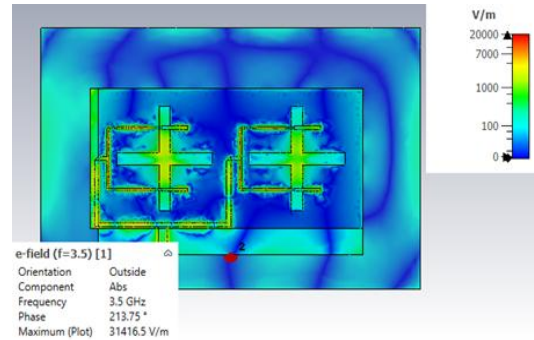 V/m
20000
7000
1000
100
0
2
e-field (f=3.5) [1]
Orientation Outside
Component Abs
Frequency 3.5 GHz
Phase 213.75 °
Maximum (Plot) 31416.5 V/m